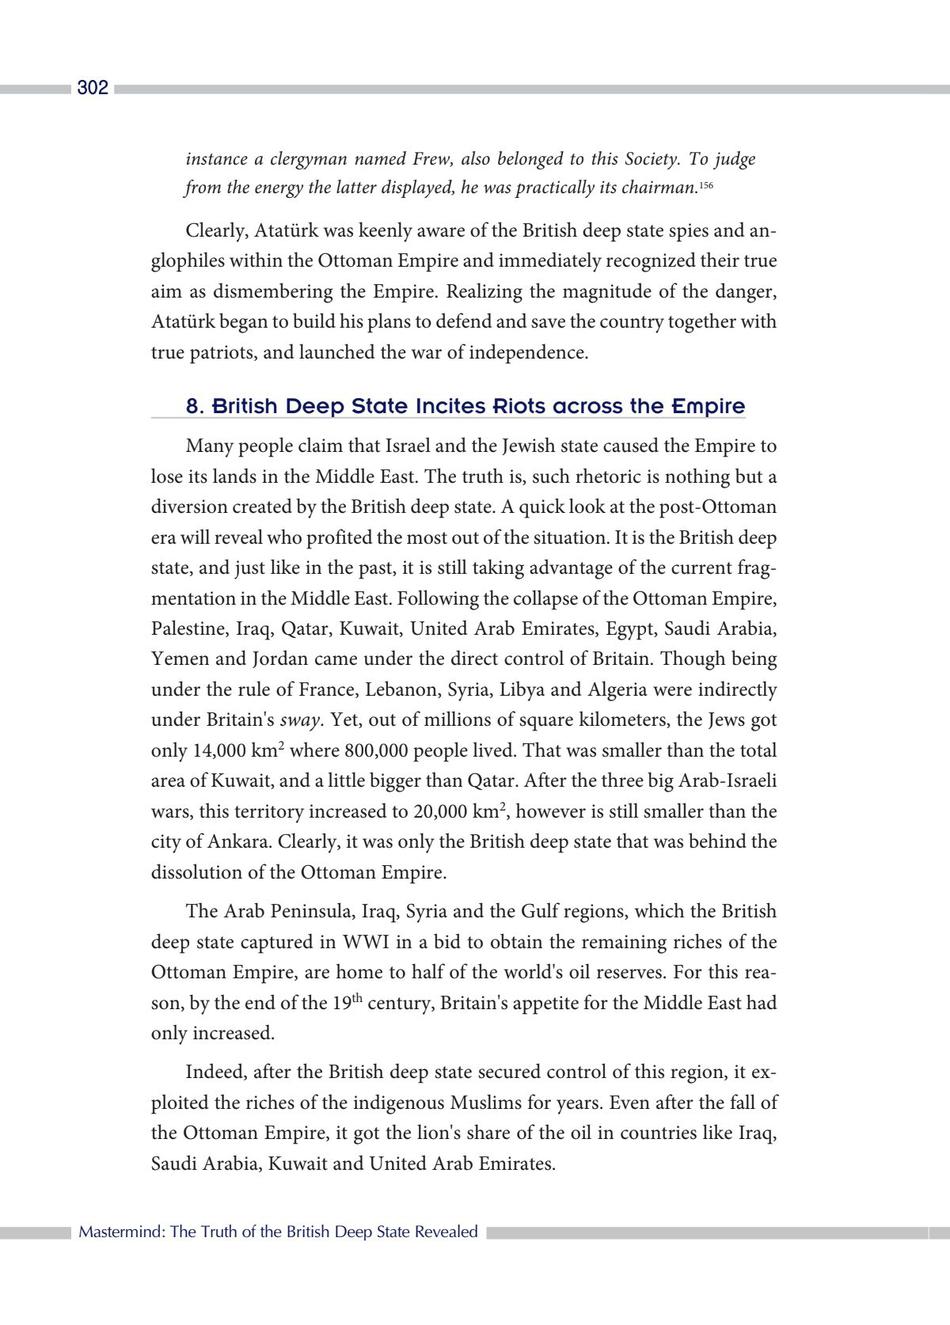 302
instance a clergyman named Frew, also belonged to this Society. To judge
from the energy the latter displayed, he was practically its chairman.156
Clearly, Atatürk was keenly aware of the British deep state spies and an-
glophiles within the Ottoman Empire and immediately recognized their true
aim as dismembering the Empire. Realizing the magnitude of the danger,
Atatürk began to build his plans to defend and save the country together with
true patriots, and launched the war of independence.
8. British Deep State Incites Riots across the Empire
Many people claim that Israel and the Jewish state caused the Empire to
lose its lands in the Middle East. The truth is, such rhetoric is nothing but a
diversion created by the British deep state. A quick look at the post-Ottoman
era will reveal who profited the most out of the situation. It is the British deep
state, and just like in the past, it is still taking advantage of the current frag-
mentation in the Middle East. Following the collapse of the Ottoman Empire,
Palestine, Iraq, Qatar, Kuwait, United Arab Emirates, Egypt, Saudi Arabia,
Yemen and Jordan came under the direct control of Britain. Though being
under the rule of France, Lebanon, Syria, Libya and Algeria were indirectly
under Britain's sway. Yet, out of millions of square kilometers, the Jews got
only 14,000 km2 where 800,000 people lived. That was smaller than the total
area of Kuwait, and a little bigger than Qatar. After the three big Arab-Israeli
wars, this territory increased to 20,000 km2, however is still smaller than the
city of Ankara. Clearly, it was only the British deep state that was behind the
dissolution of the Ottoman Empire.
The Arab Peninsula, Iraq, Syria and the Gulf regions, which the British
deep state captured in WWI in a bid to obtain the remaining riches of the
Ottoman Empire, are home to half of the world's oil reserves. For this rea-
son, by the end of the 19th century, Britain's appetite for the Middle East had
only increased.
Indeed, after the British deep state secured control of this region, it ex-
ploited the riches of the indigenous Muslims for years. Even after the fall of
the Ottoman Empire, it got the lion's share of the oil in countries like Iraq,
Saudi Arabia, Kuwait and United Arab Emirates.
Mastermind: The Truth of the British Deep State Revealed